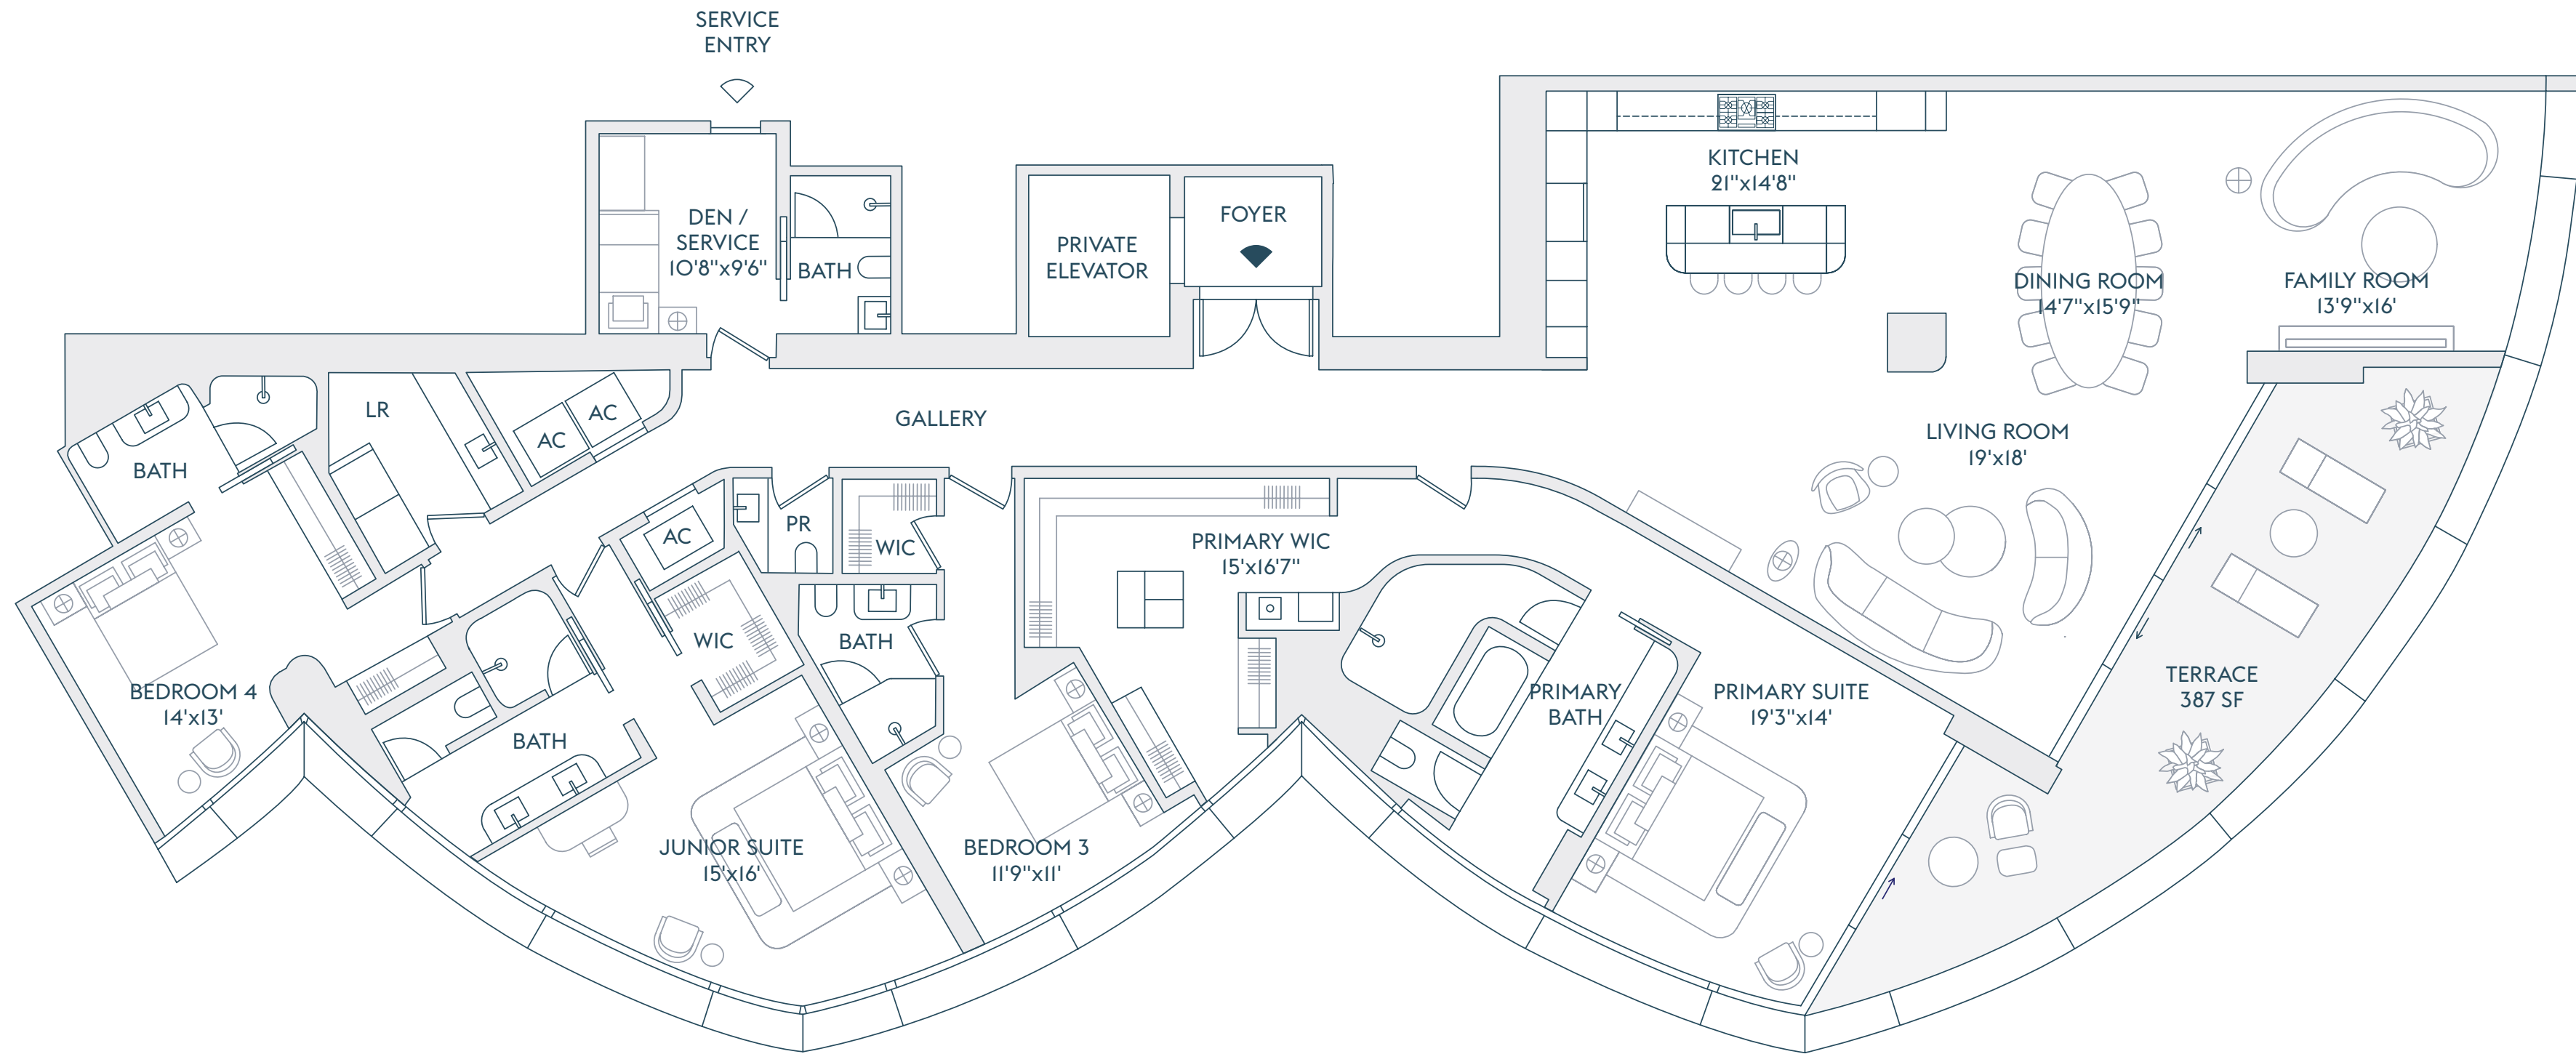 SERVICE
ENTRY
DEN /
SERVICE
10'8"x9'6"
BATH
PRIVATE
ELEVATOR
FOYER
KITCHEN
21"x14'8"
DINING ROOM
14'7"x15'9"
FAMILY ROOM
13'9"x16'
LR
AC
AC
GALLERY
LIVING ROOM
19'x18'
BATH
AC
PR
WIC
PRIMARY WIC
15'x16'7"
WIC
BATH
BEDROOM 4
14'x13'
BATH
PRIMARY
BATH
PRIMARY SUITE
19'3"x14'
TERRACE
387 SF
JUNIOR SUITE
15'x16'
BEDROOM 3
11'9"x11'